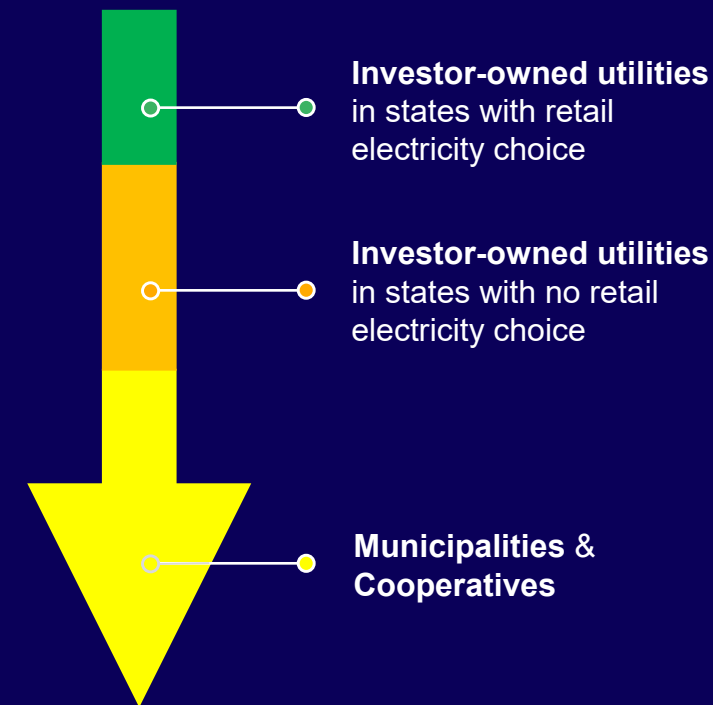 Investor-owned utilities
in states with retail
electricity choice
Investor-owned utilities
in states with no retail
electricity choice
Municipalities &
Cooperatives